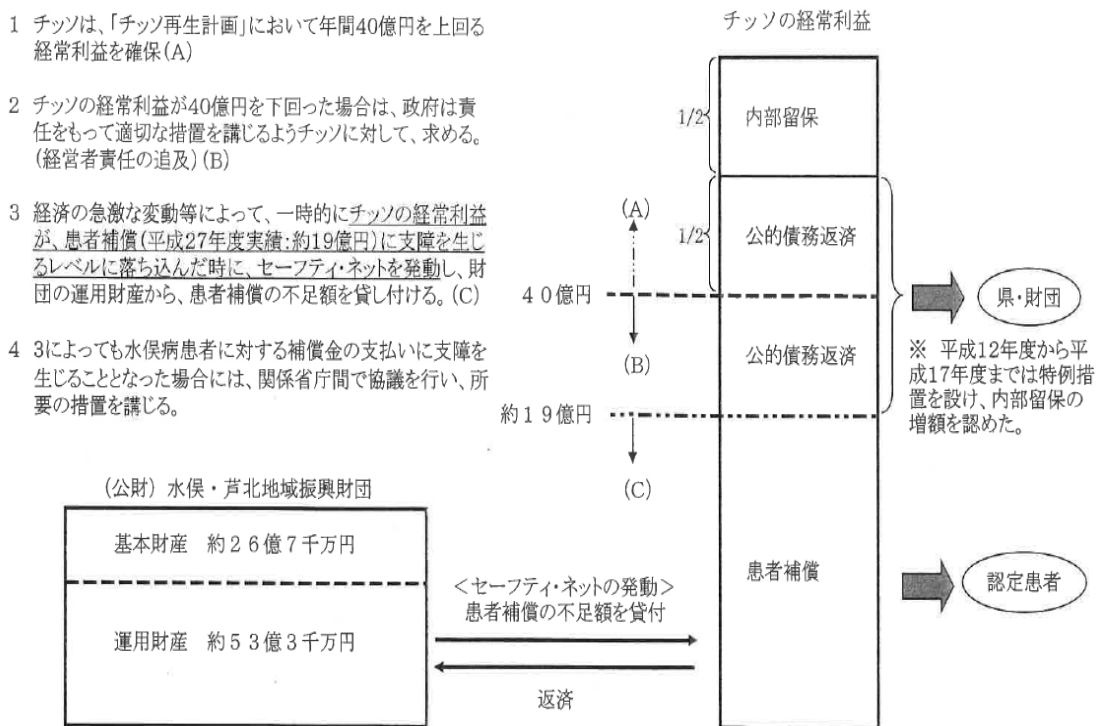 1 チッソは、「チッソ再生計画」において年間40億円を上回る
経常利益を確保(A)
2 チッソの経常利益が40億円を下回った場合は、政府は責
任をもって適切な措置を講じるようチッソに対して、求める。
(経営者責任の追及)(B)
3 経済の急激な変動等によって、一時的にチッソの経常利益
が、患者補償(平成27年度実績:約19億円)に支障を生じ
るレベルに落ち込んだ時に、セーフティ・ネットを発動し、財
団の運用財産から、患者補償の不足額を貸し付ける。(C)
4 3によっても水俣病患者に対する補償金の支払いに支障を
生じることとなった場合には、関係省庁間で協議を行い、所
要の措置を講じる。
チッソの経常利益
1/2
内部留保
(A)
1/2
公的債務返済
40億円
県・財団
(B)
公的債務返済
※ 平成12年度から平
成17年度までは特例措
置を設け、内部留保の
増額を認めた。
約19億円
(C)
患者補償
認定患者
(公財) 水俣・芦北地域振興財団
基本財産 約26億7千万円
運用財産 約53億3千万円
<セーフティ・ネットの発動>
患者補償の不足額を貸付
返済